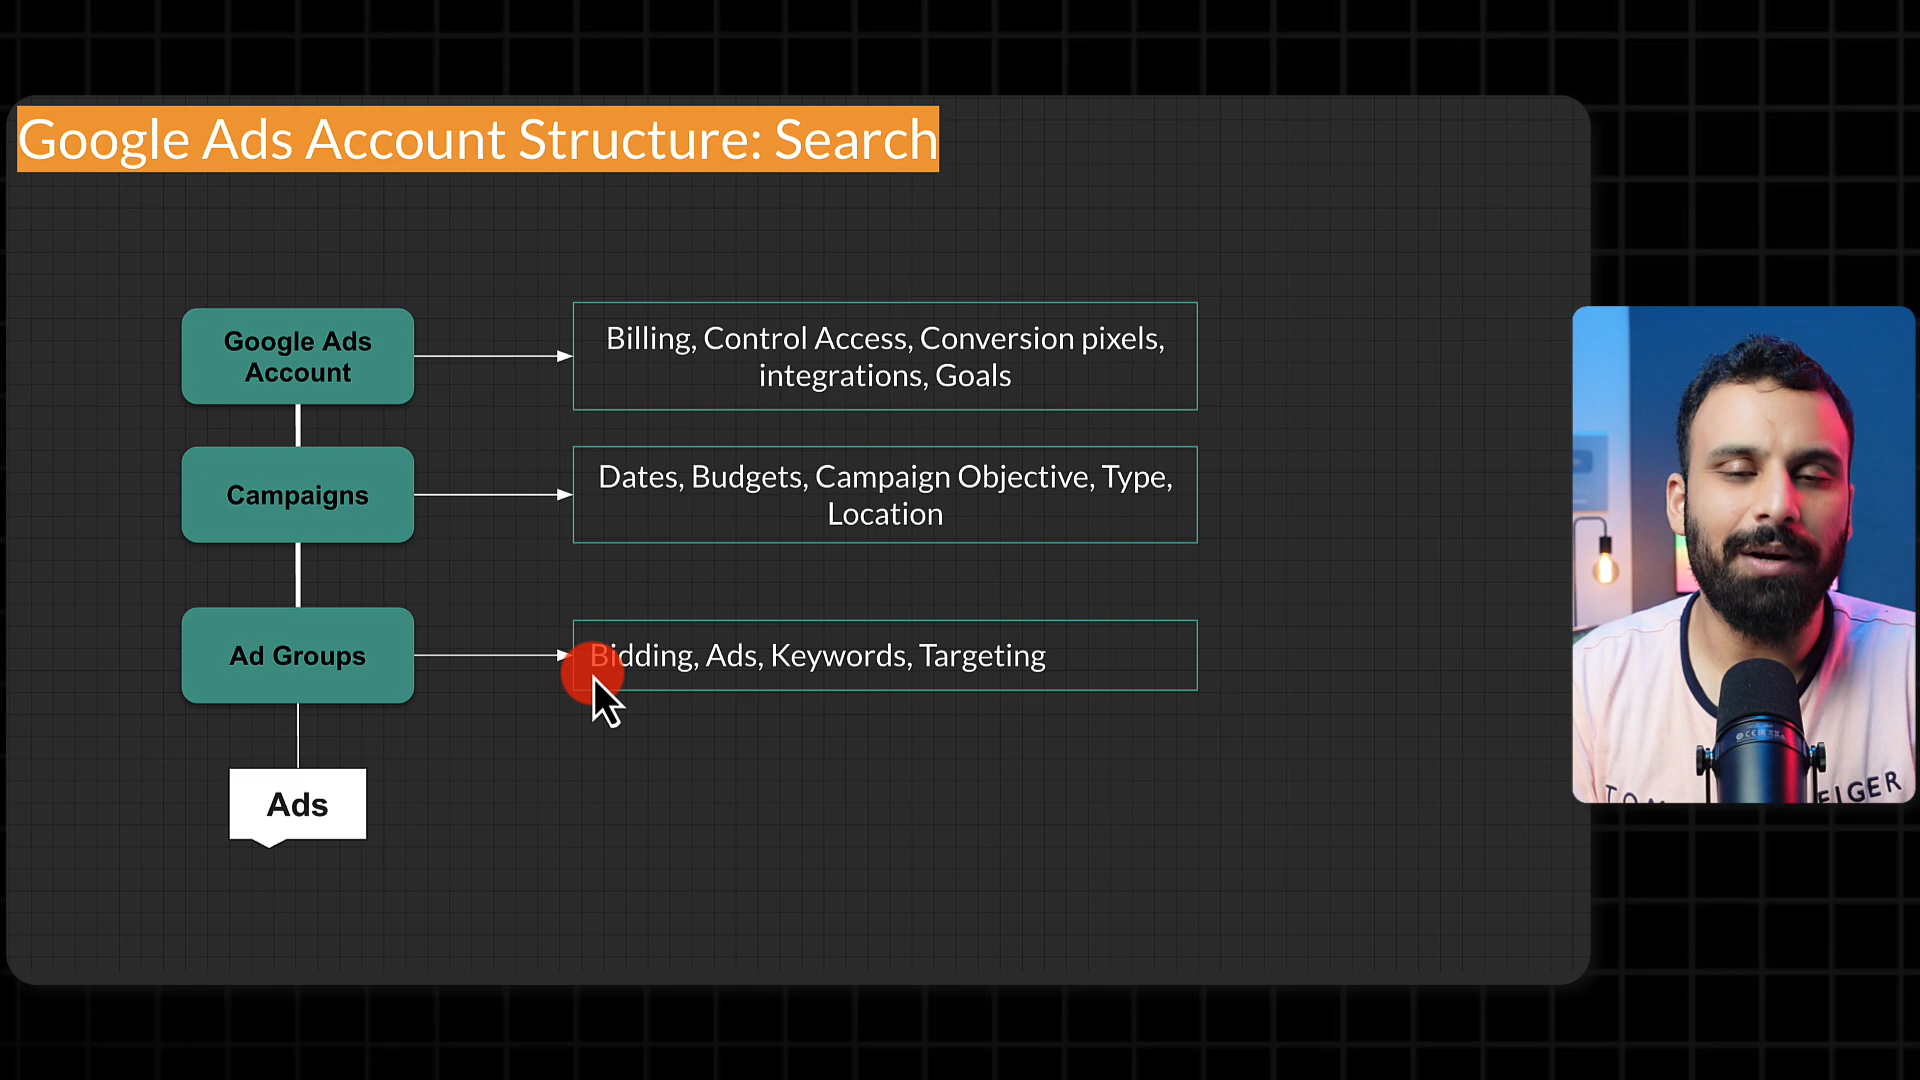 Google Ads Account Structure: Search
Google Ads
Account
Billing, Control Access, Conversion pixels,
integrations, Goals
Campaigns
Dates, Budgets, Campaign Objective, Type,
Location
Ad Groups
Bidding, Ads, Keywords, Targeting
Ads